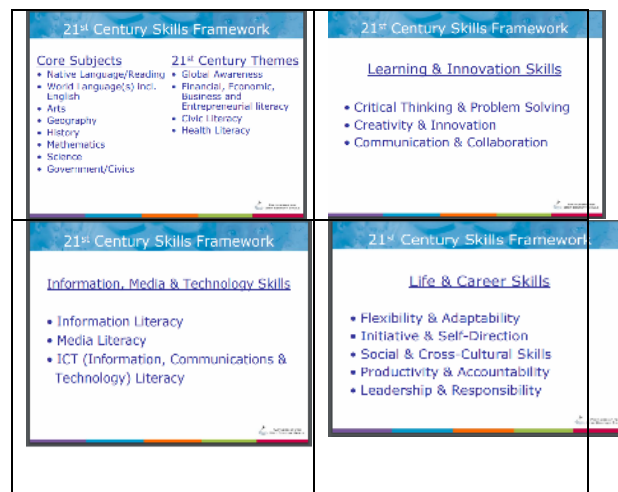 21st Century Skills Framework
Core Subjects
• Native Language/Reading
• World Language(s) incl.
English
• Arts
• Geography
• History
• Mathematics
• Science
• Government/Civics
21st Century Themes
• Global Awareness
• Financial, Economic,
Business and
Entrepreneurial literacy
• Civic Literacy
• Health Literacy
21st Century Skills Framework
Learning & Innovation Skills
• Critical Thinking & Problem Solving
• Creativity & Innovation
• Communication & Collaboration
21st Century Skills Framework
Information, Media & Technology Skills
• Information Literacy
• Media Literacy
• ICT (Information, Communications &
Technology) Literacy
21st Century Skills Framework
Life & Career Skills
• Flexibility & Adaptability
• Initiative & Self-Direction
• Social & Cross-Cultural Skills
• Productivity & Accountability
• Leadership & Responsibility